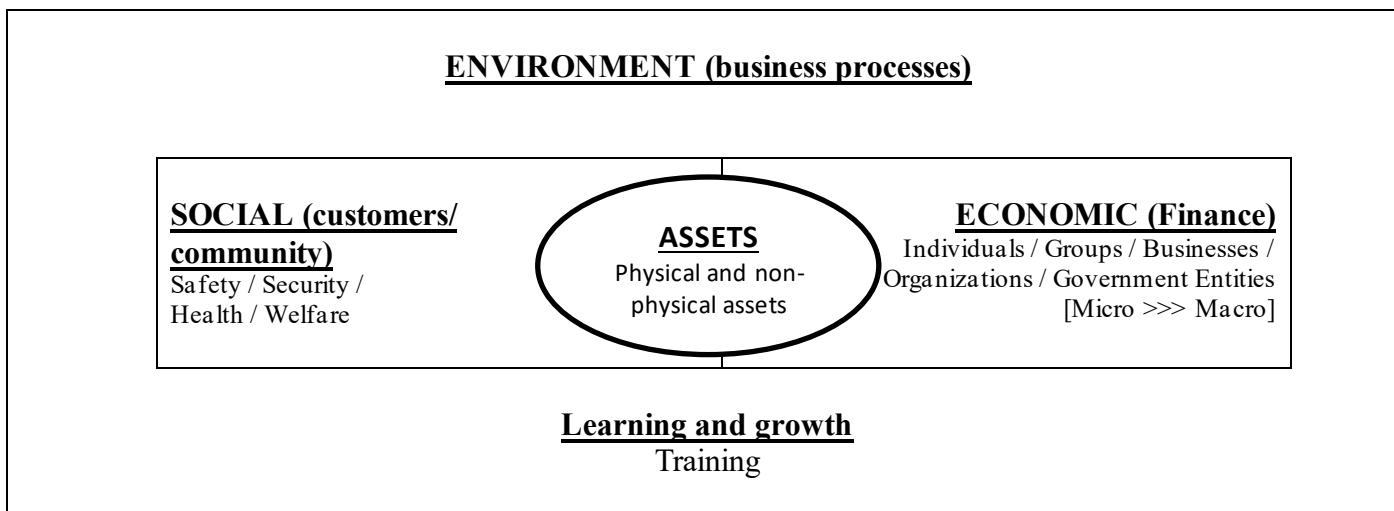 ENVIRONMENT (business processes)
SOCIAL (customers/
community)
Safety / Security /
Health / Welfare
ASSETS
Physical and non-
physical assets
ECONOMIC (Finance)
Individuals / Groups / Businesses /
Organizations / Government Entities
[Micro >>> Macro]
Learning and growth
Training